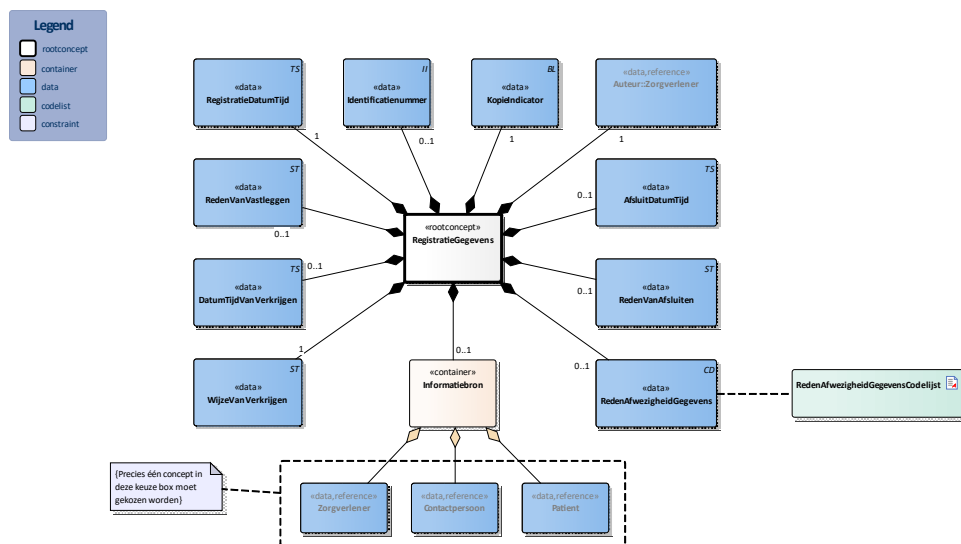 Legend
rootconcept
container
data
codelist
constraint
TS
«data»
RegistratieDatumTijd
II
«data»
Identificatienummer
BL
«data»
KopieIndicator
«data,reference»
Auteur::Zorgverlener
1
0..1
1
1
ST
«data»
RedenVanVastleggen
0..1
TS
«data»
AfsluitDatumTijd
0..1
«rootconcept»
RegistratieGegevens
TS
«data»
DatumTijdVanVerkrijgen
0..1
ST
«data»
RedenVanAfsluiten
0..1
ST
«data»
WijzeVanVerkrijgen
1
0..1
«container»
Informatiebron
0..1
CD
«data»
RedenAfwezigheidGegevens
RedenAfwezigheidGegevensCodelijst
{Precies één concept in
deze keuze box moet
gekozen worden}
«data,reference»
Zorgverlener
«data,reference»
Contactpersoon
«data,reference»
Patient